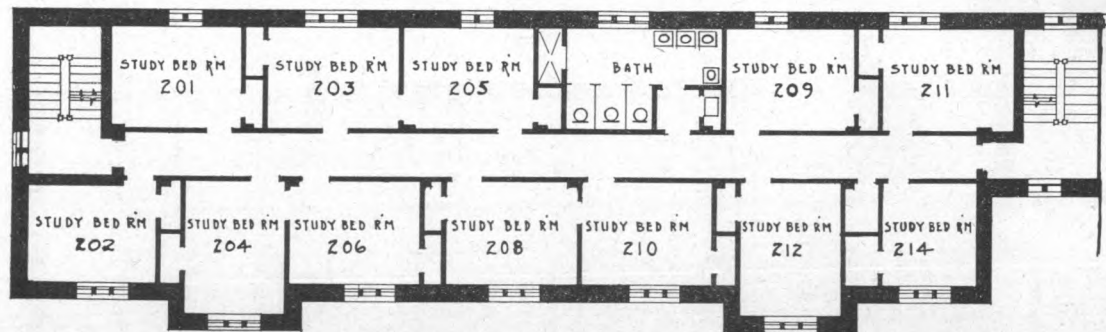 STUDY BED R'M
201
STUDY BED R'M
203
STUDY BED R'M
205
BATH
STUDY BED R'M
209
STUDY BED R'M
211
STUDY BED R'M
202
STUDY BED R'M
204
STUDY BED R'M
206
STUDY BED R'M
208
STUDY BED R'M
210
STUDY BED R'M
212
STUDY BED R'M
214